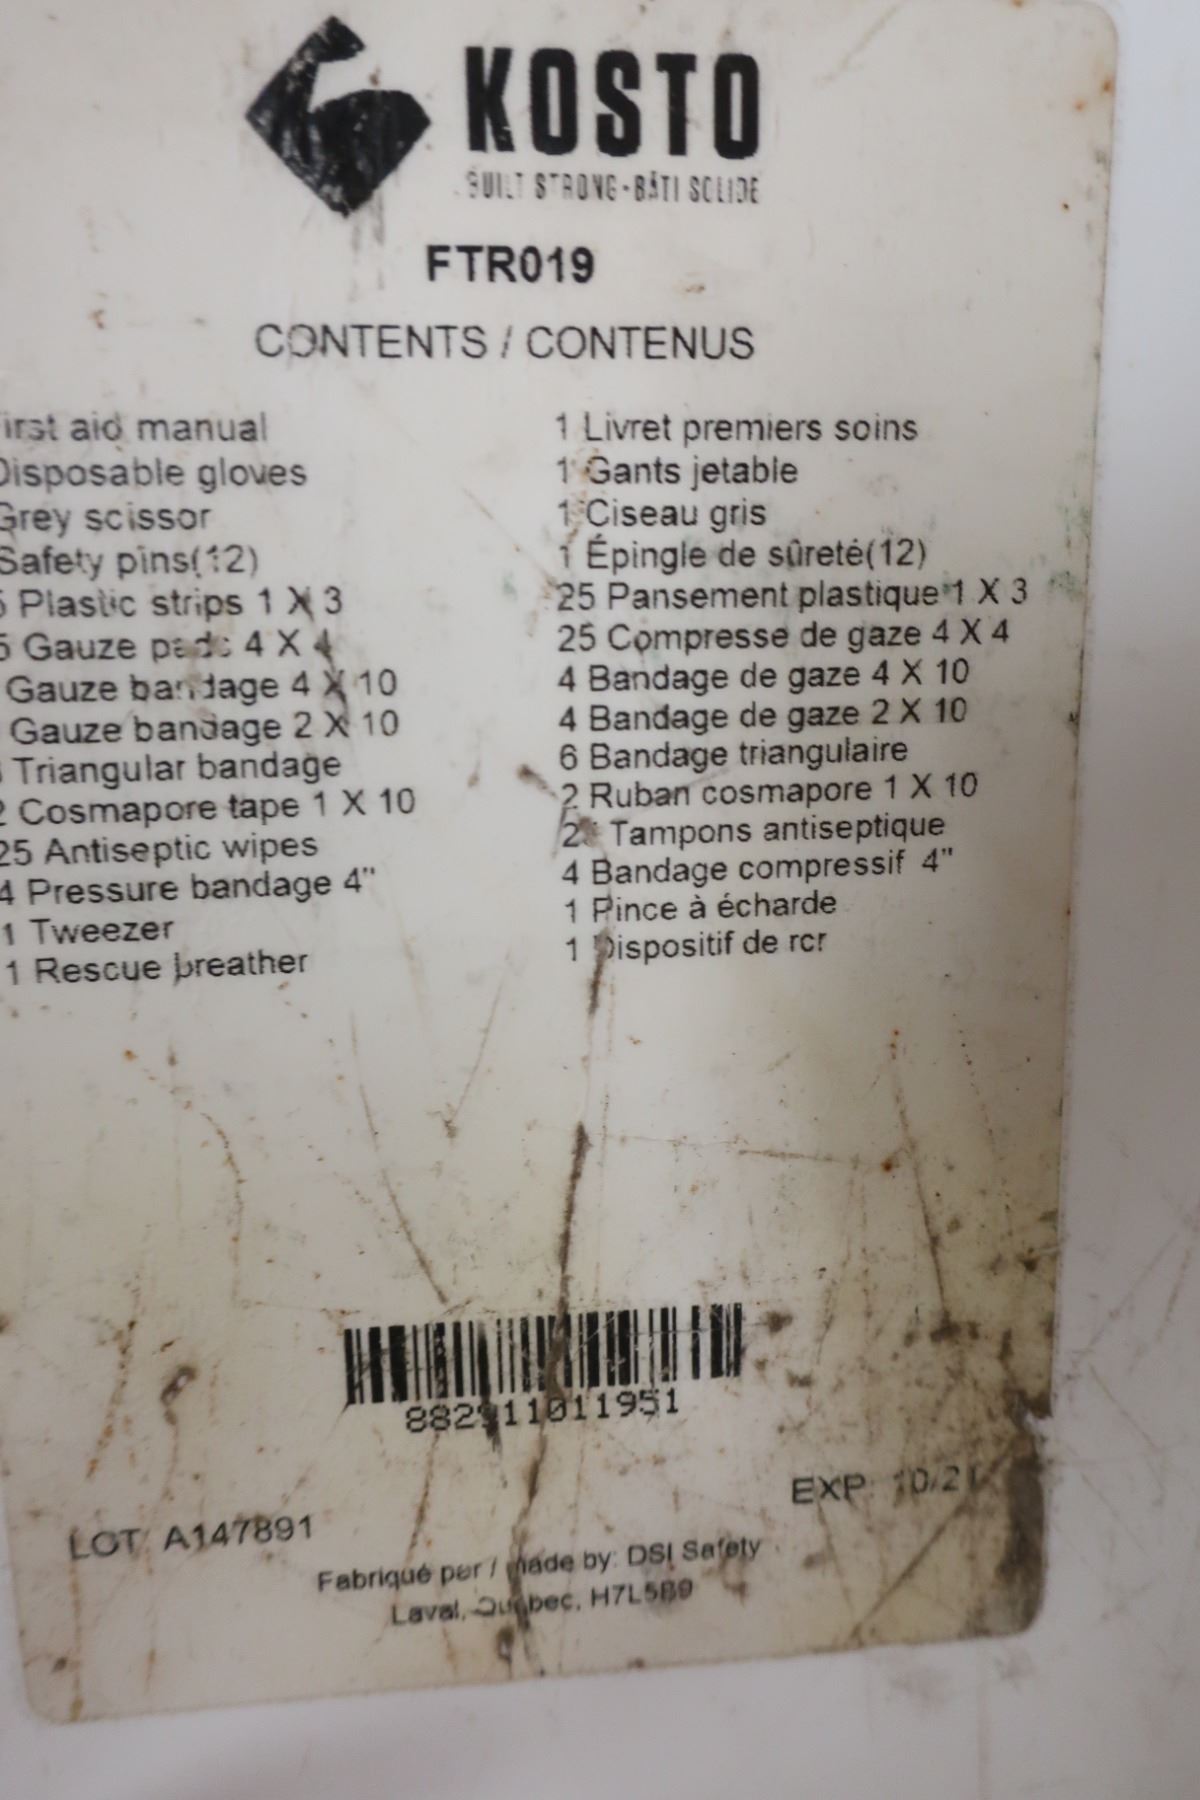 KOSTO
BUILT STRONG-BÂTI SOLIDE
FTR019
CONTENTS / CONTENUS
irst aid manual
Disposable gloves
Grey scissor
Safety pins(12)
5 Plastic strips 1 X 3
5 Gauze pads 4 X 4
Gauze bandage 4 X 10
Gauze bandage 2 X 10
Triangular bandage
2 Cosmapore tape 1 X 10
25 Antiseptic wipes
4 Pressure bandage 4"
1 Tweezer
1 Rescue breather
1 Livret premiers soins
1 Gants jetable
1 Ciseau gris
1 Épingle de sûreté(12)
25 Pansement plastique 1 X 3
25 Compresse de gaze 4 X 4
4 Bandage de gaze 4 X 10
4 Bandage de gaze 2 X 10
6 Bandage triangulaire
2 Ruban cosmapore 1 X 10
Tampons antiseptique
4 Bandage compressif 4"
1 Pince à écharde
1 Dispositif de rcr
882911011951
EXP: 10/21
LOT: A147891
Fabriqué par / made by: DSI Safety
Laval, Québec, H7L5B9